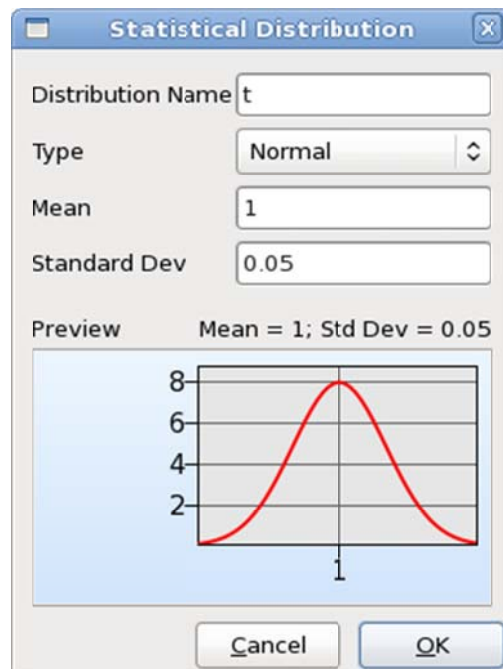 Statistical Distribution
Distribution Name t
Type Normal
Mean 1
Standard Dev 0.05
Preview Mean = 1; Std Dev = 0.05
8
6
4
2
1
Cancel OK